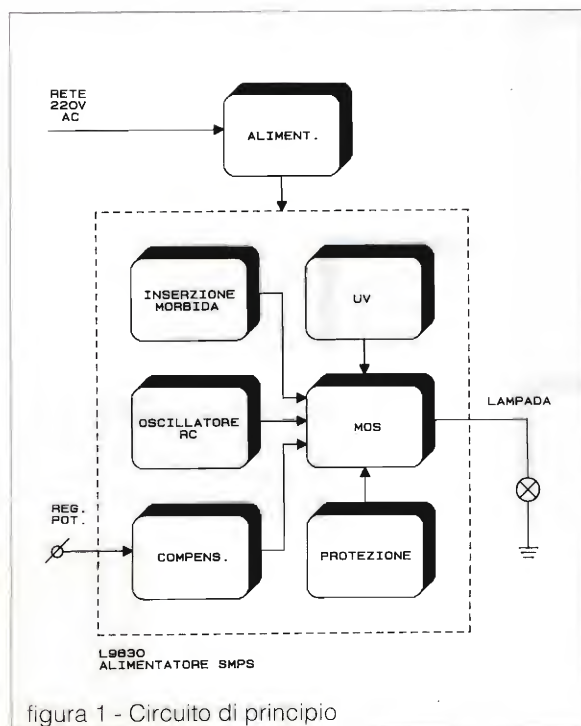 RETE
220V
AC
ALIMENT.
INSERZIONE
MORBIDA
UV
OSCILLATORE
RC
MOS
LAMPADA
REG.
POT.
COMPENS.
PROTEZIONE
L9830
ALIMENTATORE SMPS
figura 1 - Circuito di principio